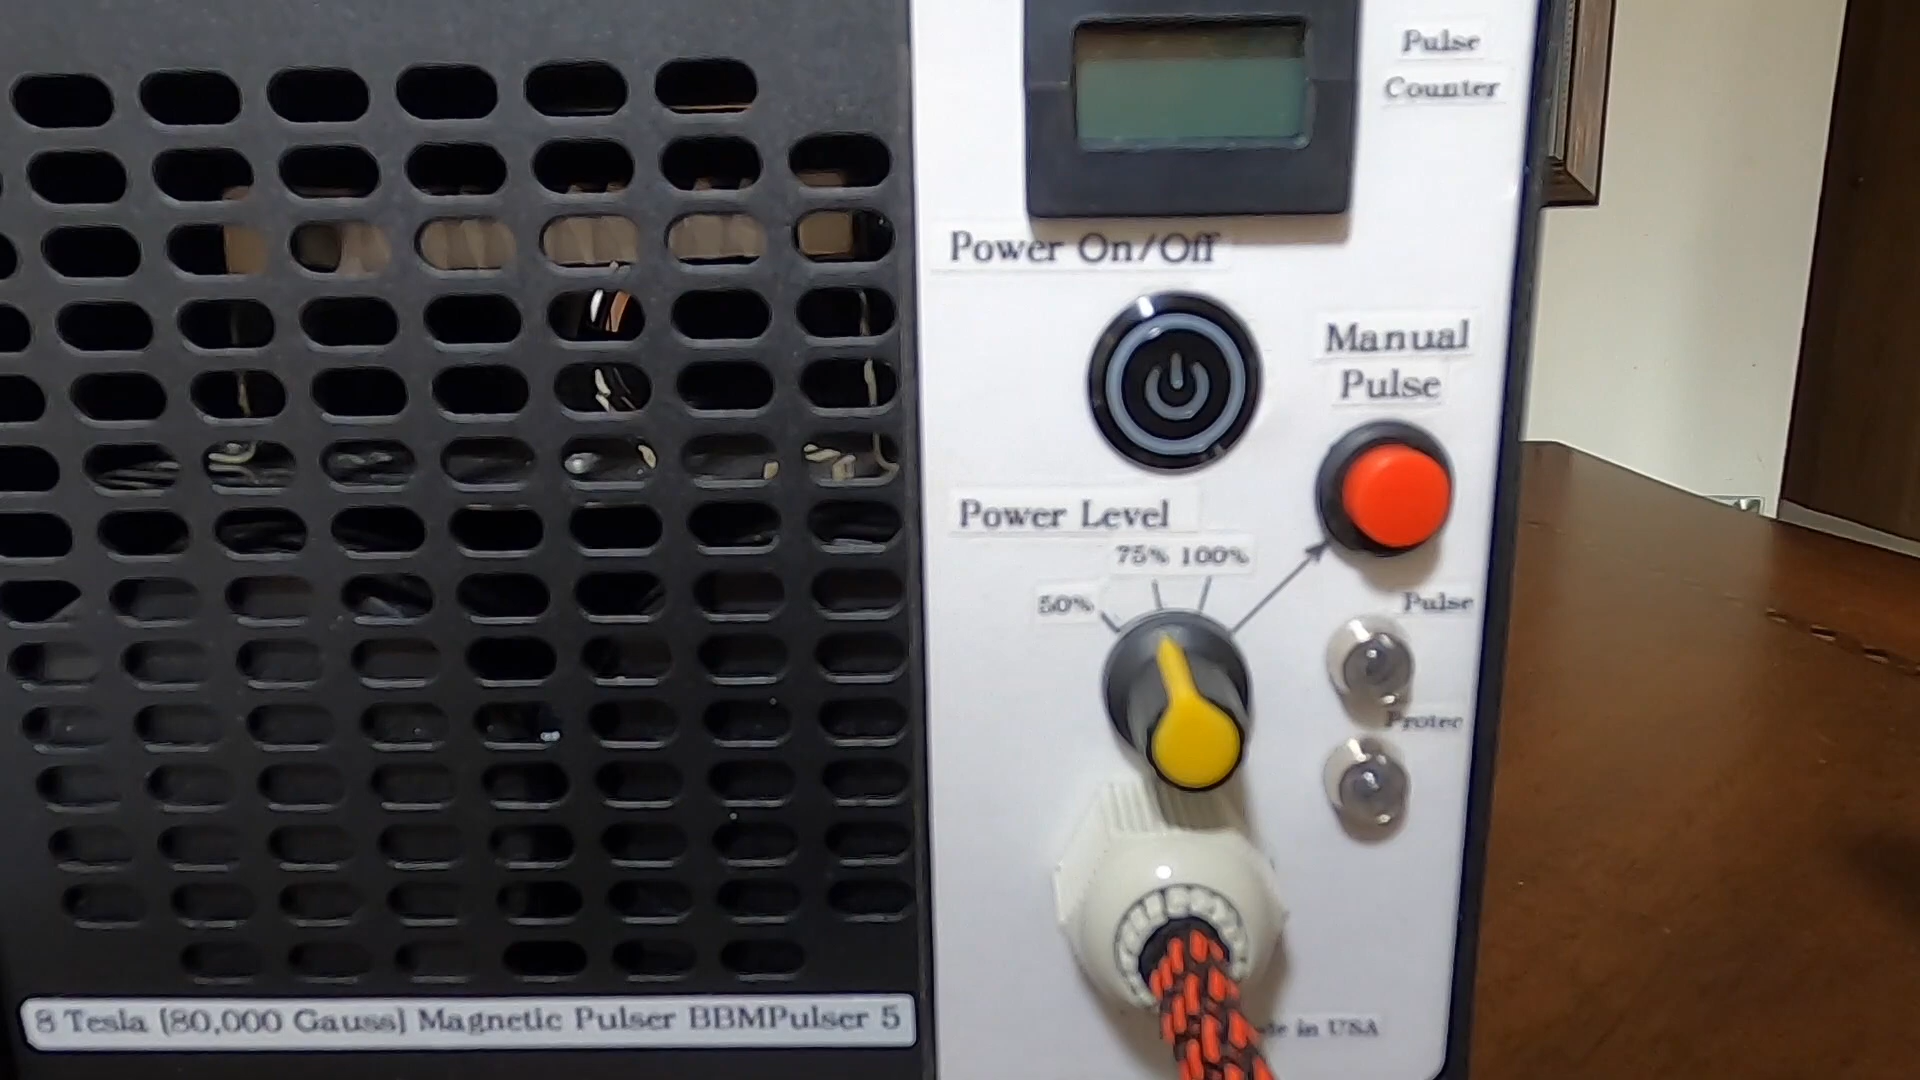 Pulse
Counter
Power On/Off
Manual
Pulse
Power Level
75% 100%
50%
Pulse
Protec
8 Tesla (80,000 Gauss) Magnetic Pulser BBMPulser 5
in USA